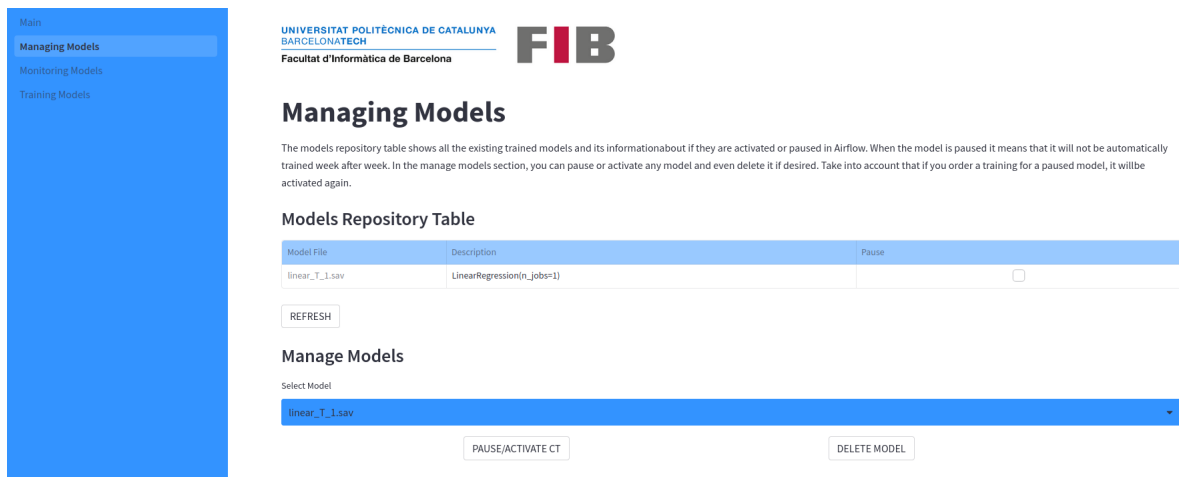 Main
Managing Models
Monitoring Models
Training Models
UNIVERSITAT POLITÈCNICA DE CATALUNYA
BARCELONATECH
Facultat d'Informàtica de Barcelona
FIB
Managing Models
The models repository table shows all the existing trained models and its informationabout if they are activated or paused in Airflow. When the model is paused it means that it will not be automatically
trained week after week. In the manage models section, you can pause or activate any model and even delete it if desired. Take into account that if you order a training for a paused model, it willbe
activated again.
Models Repository Table
Model File Description Pause
linear_T_1.sav LinearRegression(n_jobs=1)
REFRESH
Manage Models
Select Model
linear_T_1.sav
PAUSE/ACTIVATE CT DELETE MODEL